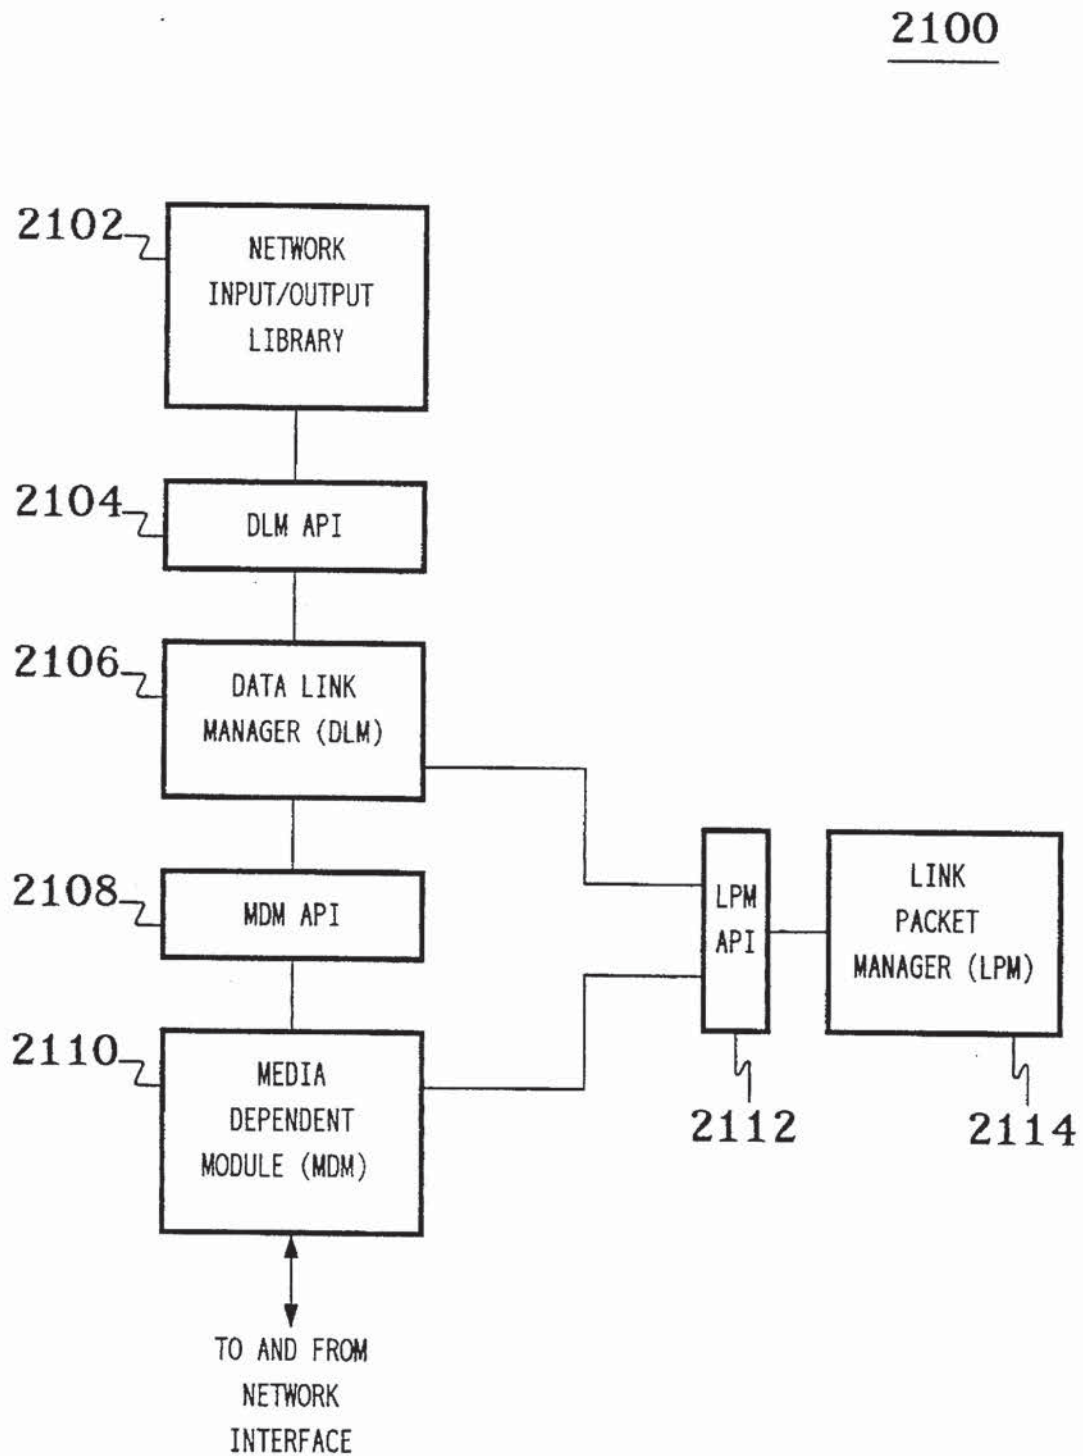 2100
2102
NETWORK
INPUT/OUTPUT
LIBRARY
2104
DLM API
2106
DATA LINK
MANAGER (DLM)
2108
MDM API
LPM
API
LINK
PACKET
MANAGER (LPM)
2110
MEDIA
DEPENDENT
MODULE (MDM)
2112
2114
TO AND FROM
NETWORK
INTERFACE